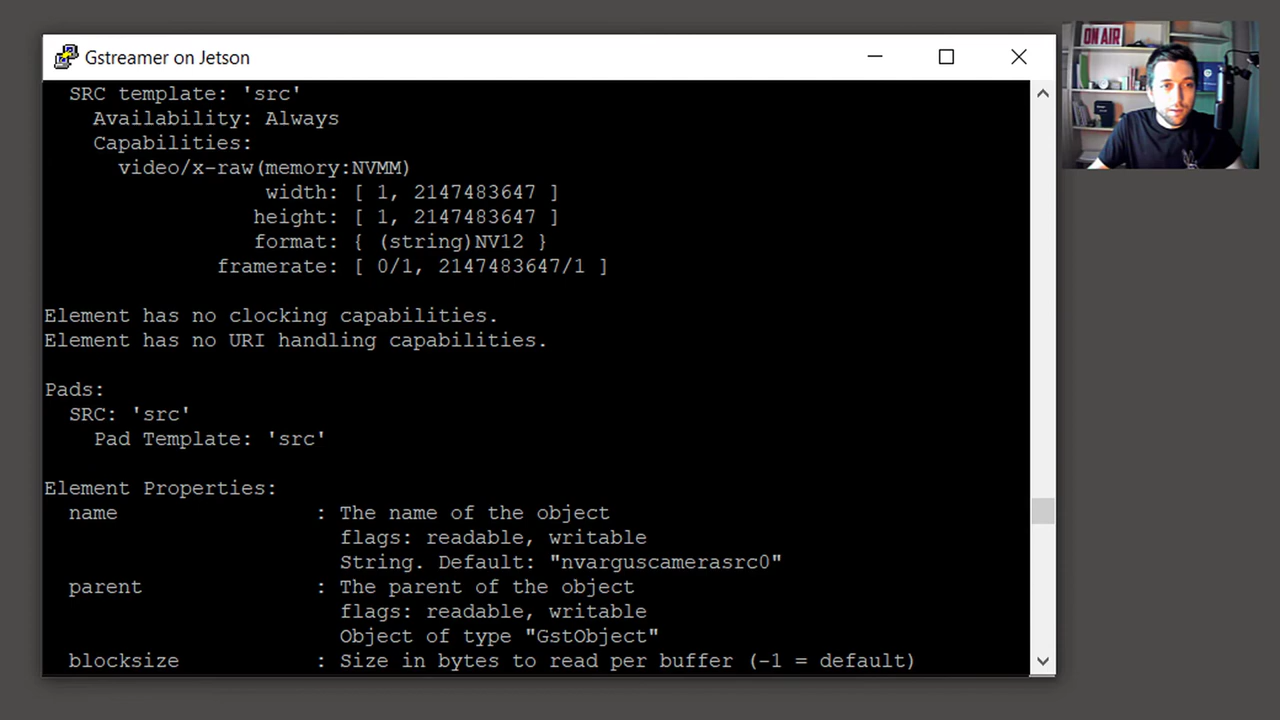 Gstreamer on Jetson
ON AIR
SRC template: 'src'
Availability: Always
Capabilities:
video/x-raw(memory:NVMM)
width: [ 1, 2147483647 ]
height: [ 1, 2147483647 ]
format: { (string)NV12 }
framerate: [ 0/1, 2147483647/1 ]
Element has no clocking capabilities.
Element has no URI handling capabilities.
Pads:
SRC: 'src'
Pad Template: 'src'
Element Properties:
name : The name of the object
flags: readable, writable
String. Default: "nvarguscamerasrc0"
parent : The parent of the object
flags: readable, writable
Object of type "GstObject"
blocksize : Size in bytes to read per buffer (-1 = default)